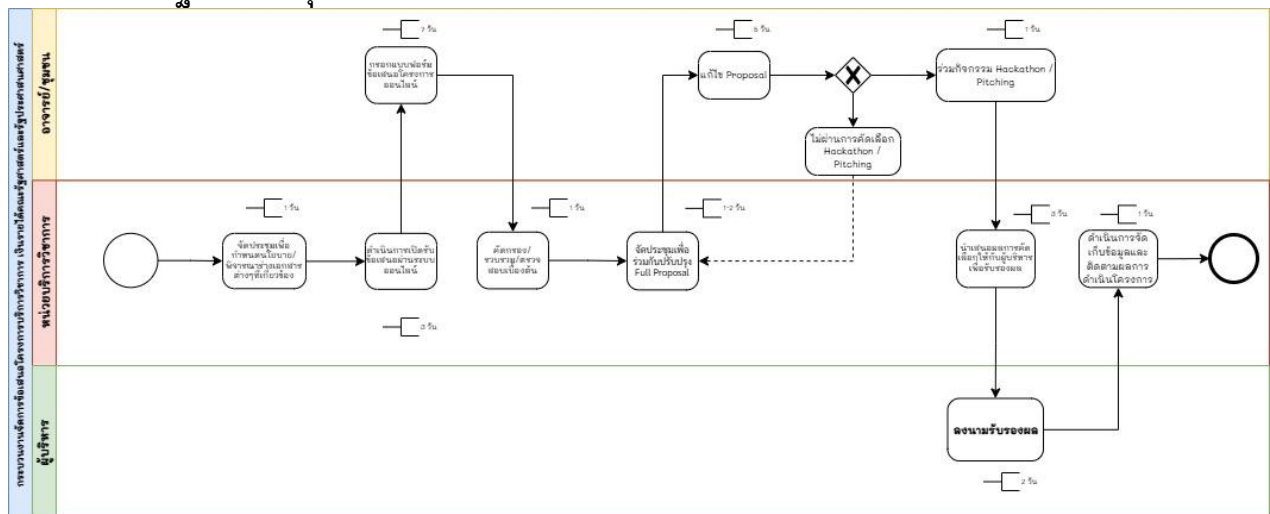 กระบวนงานจัดการข้อเสนอโครงการบริการวิชาการ เงินรายได้คณะรัฐศาสตร์และรัฐประศาสนศาสตร์
อาจารย์/ชุมชน
7 วัน
กรอกแบบฟอร์ม
ข้อเสนอโครงการ
ออนไลน์
แก้ไข Proposal
1 วัน
ร่วมกิจกรรม Hackathon /
Pitching
ไม่ผ่านการคัดเลือก
Hackathon /
Pitching
หน่วยบริการวิชาการ
1 วัน
จัดประชุมเพื่อ
กำหนดนโยบาย/
พิจารณาร่างเอกสาร
ต่างๆที่เกี่ยวข้อง
ดำเนินการเปิดรับ
ข้อเสนอผ่านระบบ
ออนไลน์
3 วัน
1 วัน
คัดกรอง/
รวบรวม/ตรวจ
สอบเบื้องต้น
1-2 วัน
จัดประชุมเพื่อ
ร่วมกันปรับปรุง
Full Proposal
3 วัน
นำเสนอผลการคัด
เลือกให้กับผู้บริหาร
เพื่อรับรองผล
1 วัน
ดำเนินการจัด
เก็บข้อมูลและ
ติดตามผลการ
ดำเนินโครงการ
ผู้บริหาร
ลงนามรับรองผล
2 วัน